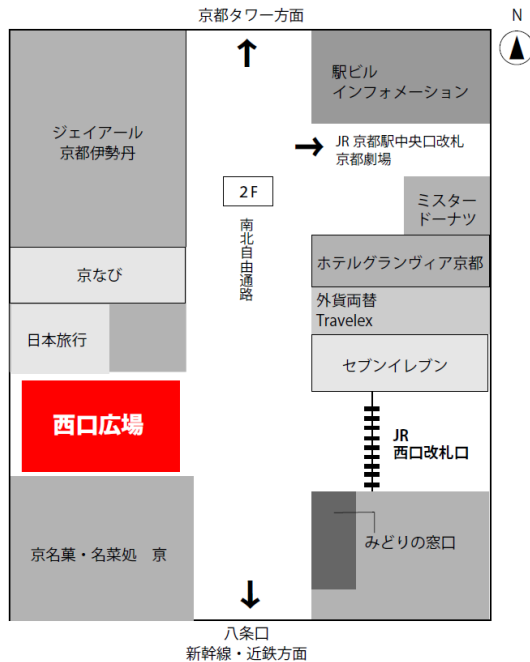 京都タワー方面
N
駅ビル
インフォメーション
ジェイアール
京都伊勢丹
→ JR 京都駅中央口改札
京都劇場
2F
南北自由通路
ミスター
ドーナツ
京なび
ホテルグランヴィア京都
外貨両替
Travelex
日本旅行
セブンイレブン
西口広場
JR
西口改札口
京名菓・名菜処 亰
みどりの窓口
八条口
新幹線・近鉄方面